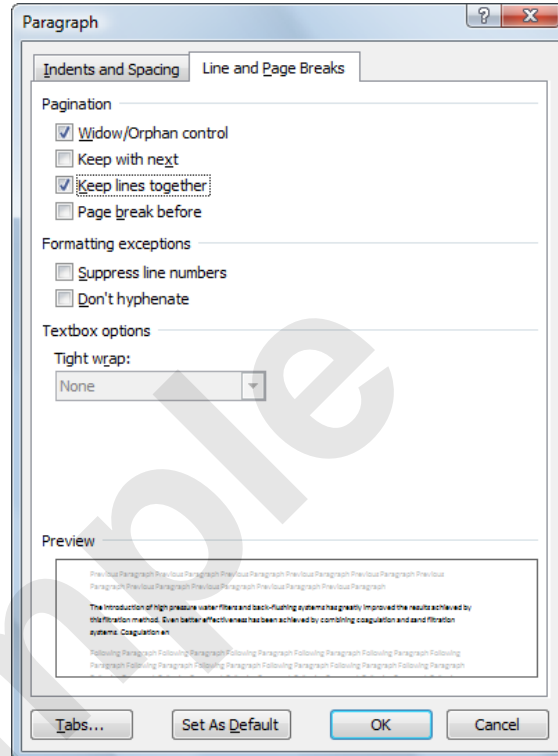 Paragraph
Indents and Spacing
Line and Page Breaks
Pagination
Widow/Orphan control
Keep with next
Keep lines together
Page break before
Formatting exceptions
Suppress line numbers
Don't hyphenate
Textbox options
Tight wrap:
None
Preview
Previous Paragraph Previous Paragraph Previous Paragraph Previous Paragraph Previous Paragraph Previous
Paragraph Previous Paragraph Previous Paragraph Previous Paragraph Previous Paragraph
The introduction of high pressure water filters and back-flushing systems has greatly improved the results achieved by
this filtration method. Even better effectiveness has been achieved by combining coagulation and sand filtration
systems. Coagulation en
Following Paragraph Following Paragraph Following Paragraph Following Paragraph Following Paragraph
Following Paragraph Following Paragraph Following Paragraph Following Paragraph Following Paragraph
Tabs...
Set As Default
OK
Cancel
mple